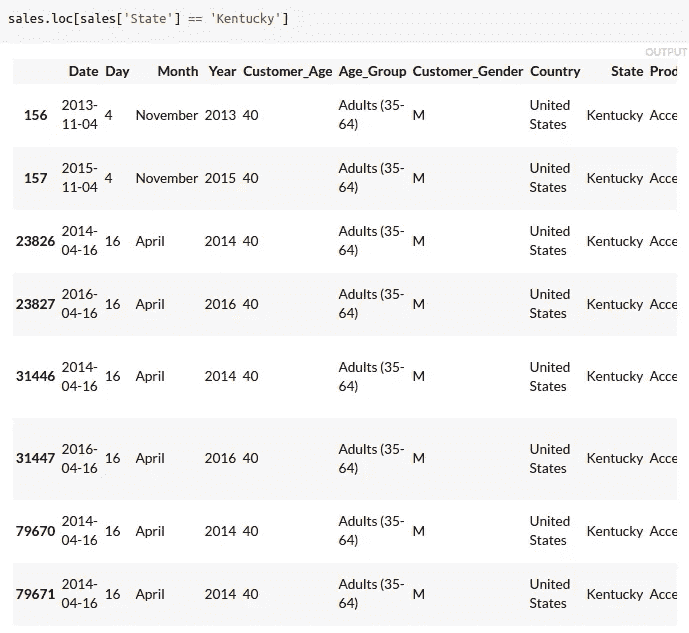 sales.loc[sales['State'] == 'Kentucky']
OUTPUT
Date Day Month Year Customer_Age Age_Group Customer_Gender Country State Prod
156 2013-11-04 4 November 2013 40 Adults (35-64) M United States Kentucky Acce
157 2015-11-04 4 November 2015 40 Adults (35-64) M United States Kentucky Acce
23826 2014-04-16 16 April 2014 40 Adults (35-64) M United States Kentucky Acce
23827 2016-04-16 16 April 2016 40 Adults (35-64) M United States Kentucky Acce
31446 2014-04-16 16 April 2014 40 Adults (35-64) M United States Kentucky Acce
31447 2016-04-16 16 April 2016 40 Adults (35-64) M United States Kentucky Acce
79670 2014-04-16 16 April 2014 40 Adults (35-64) M United States Kentucky Acce
79671 2014-04-16 16 April 2014 40 Adults (35-64) M United States Kentucky Acce